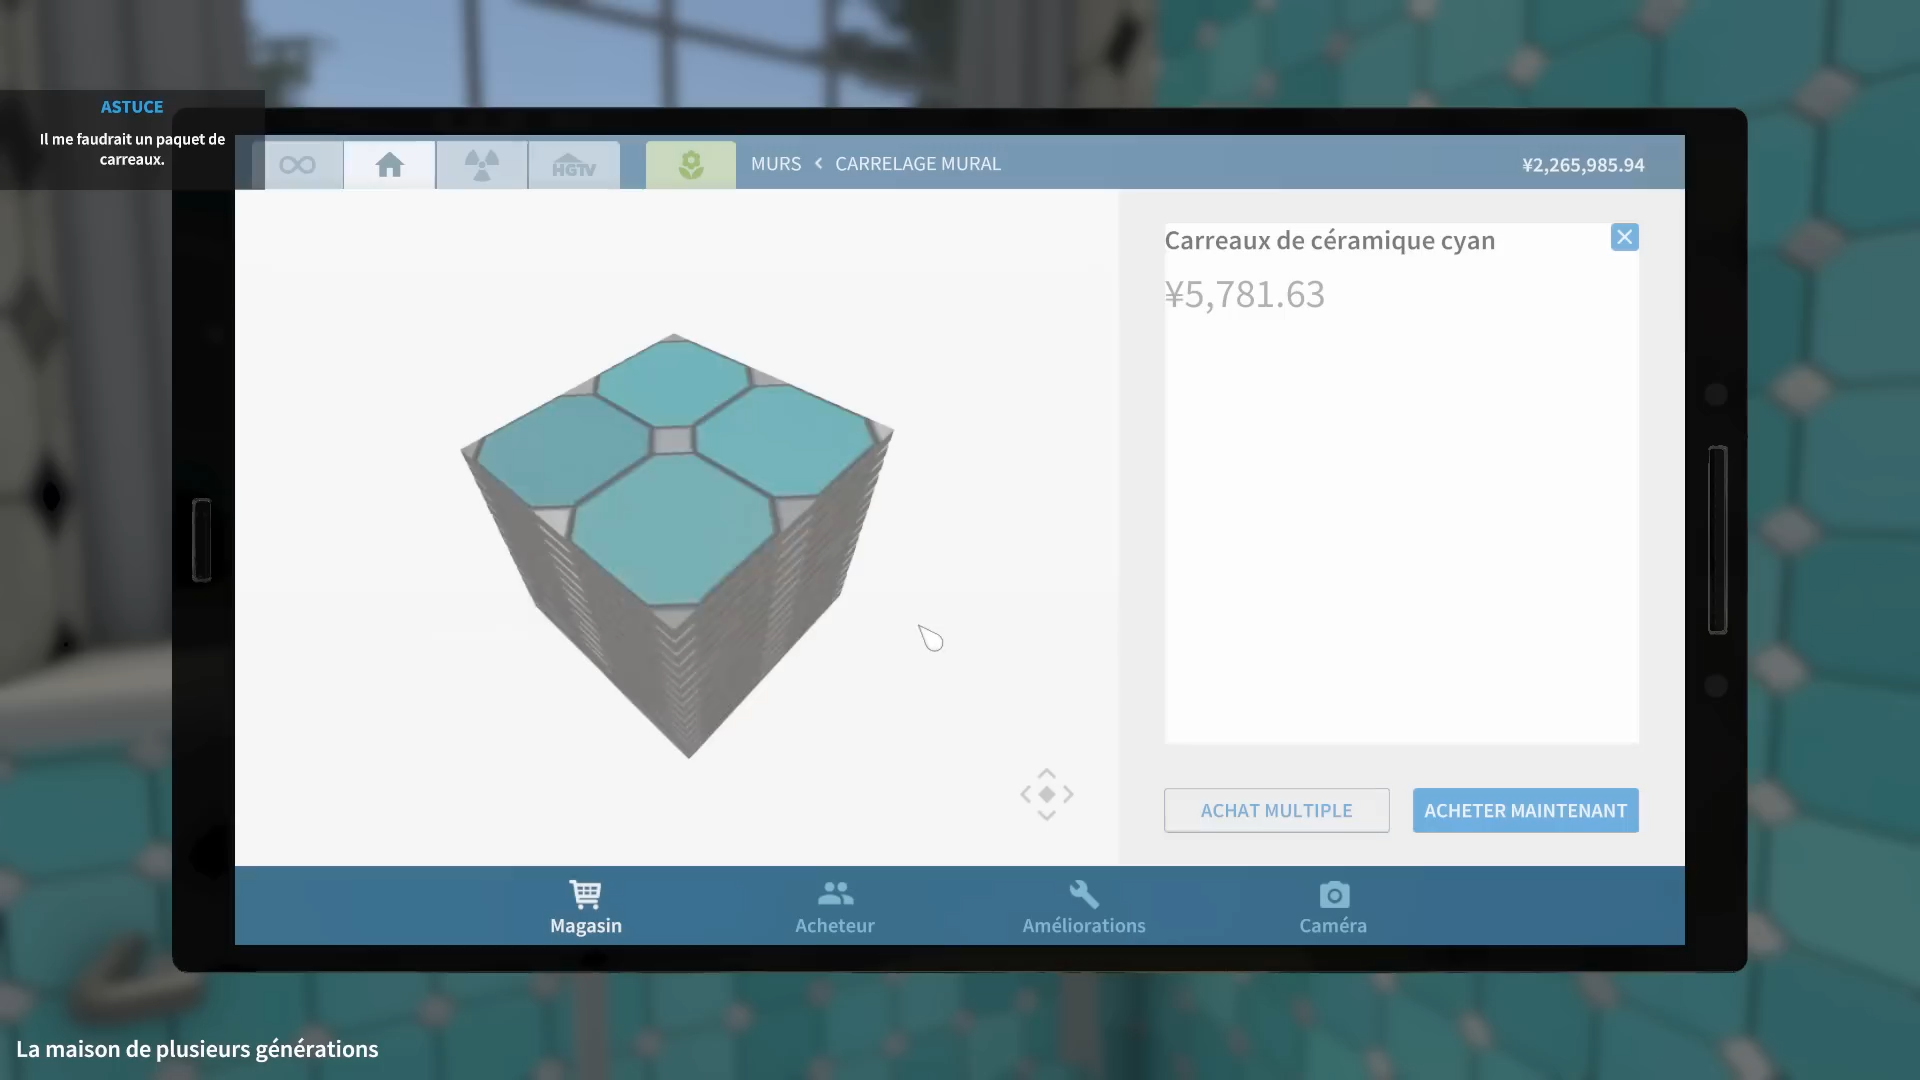 ASTUCE
Il me faudrait un paquet de
carreaux.
HGTV
MURS < CARRELAGE MURAL
¥2,265,985.94
Carreaux de céramique cyan
¥5,781.63
ACHAT MULTIPLE
ACHETER MAINTENANT
Magasin
Acheteur
Améliorations
Caméra
La maison de plusieurs générations